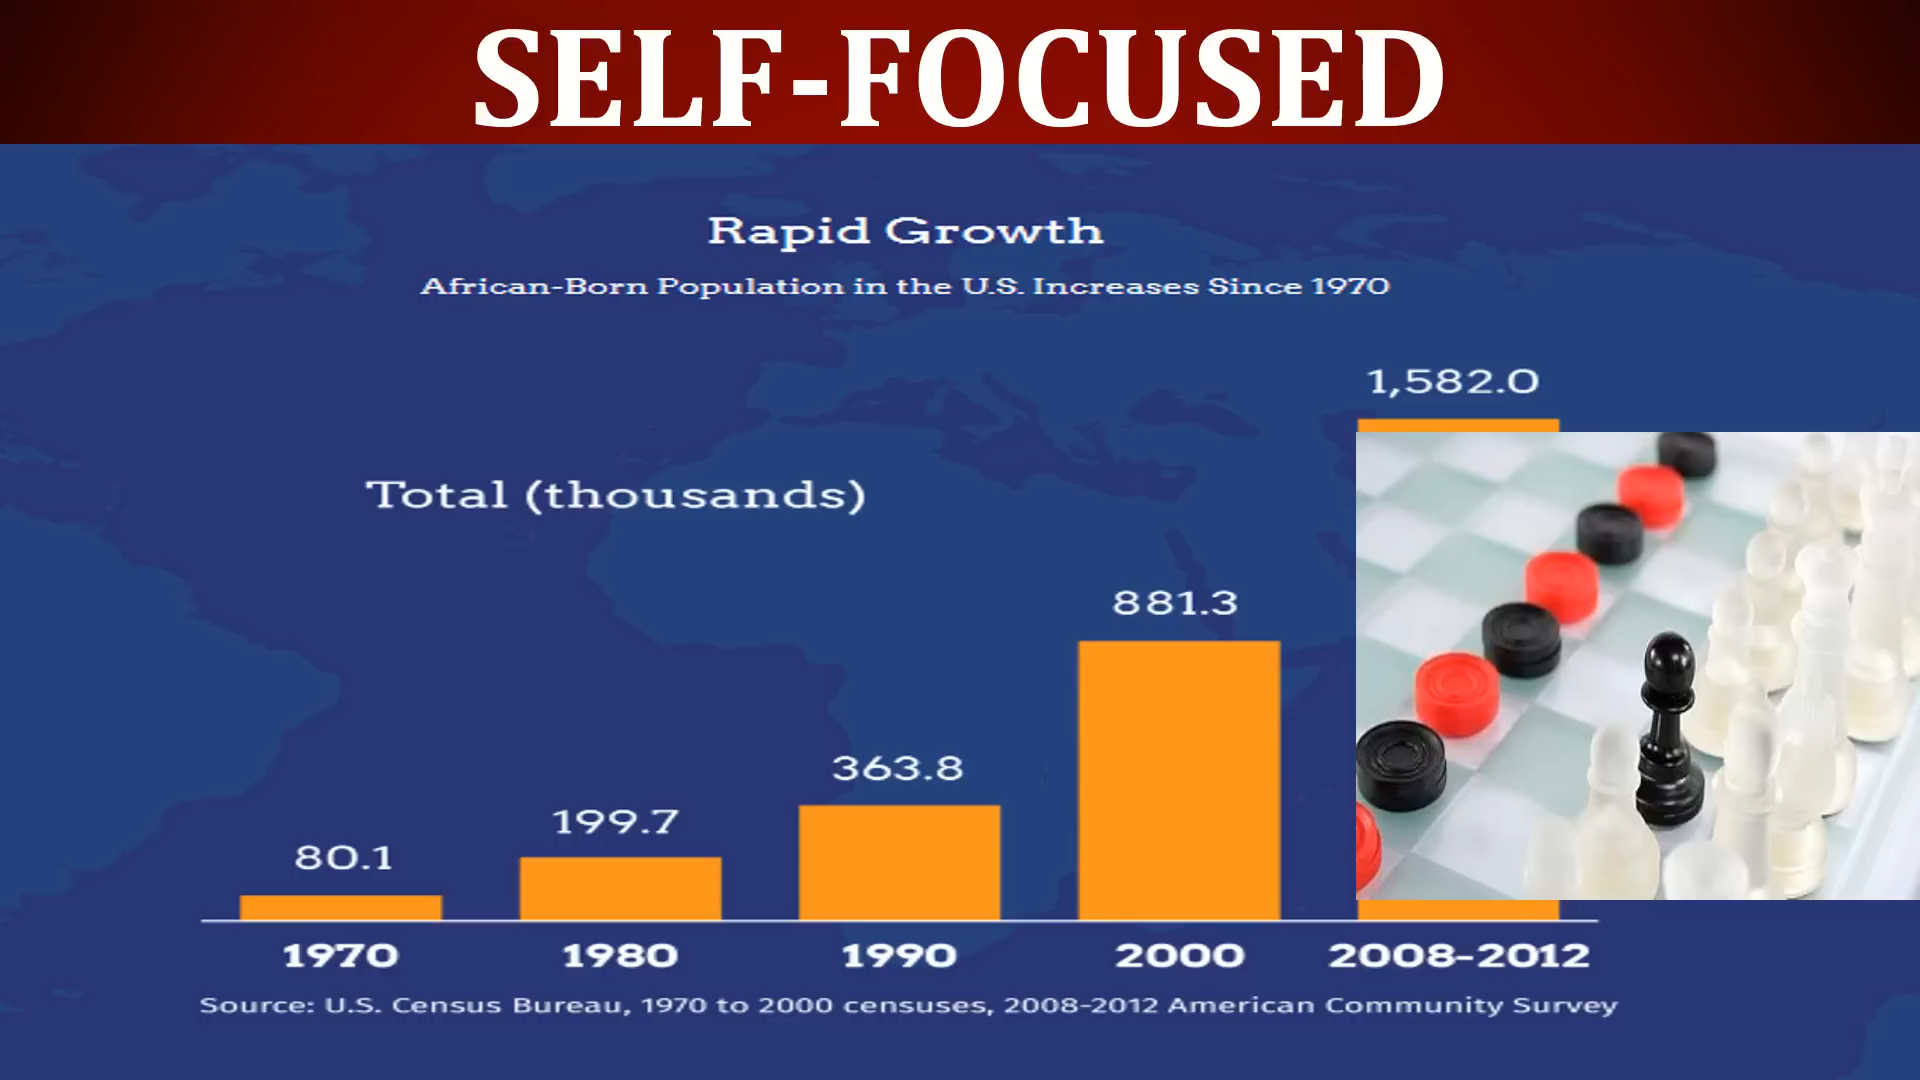 SELF-FOCUSED
Rapid Growth
African-Born Population in the U.S. Increases Since 1970
1,582.0
Total (thousands)
881.3
363.8
199.7
80.1
1970 1980 1990 2000 2008-2012
Source: U.S. Census Bureau, 1970 to 2000 censuses, 2008-2012 American Community Survey